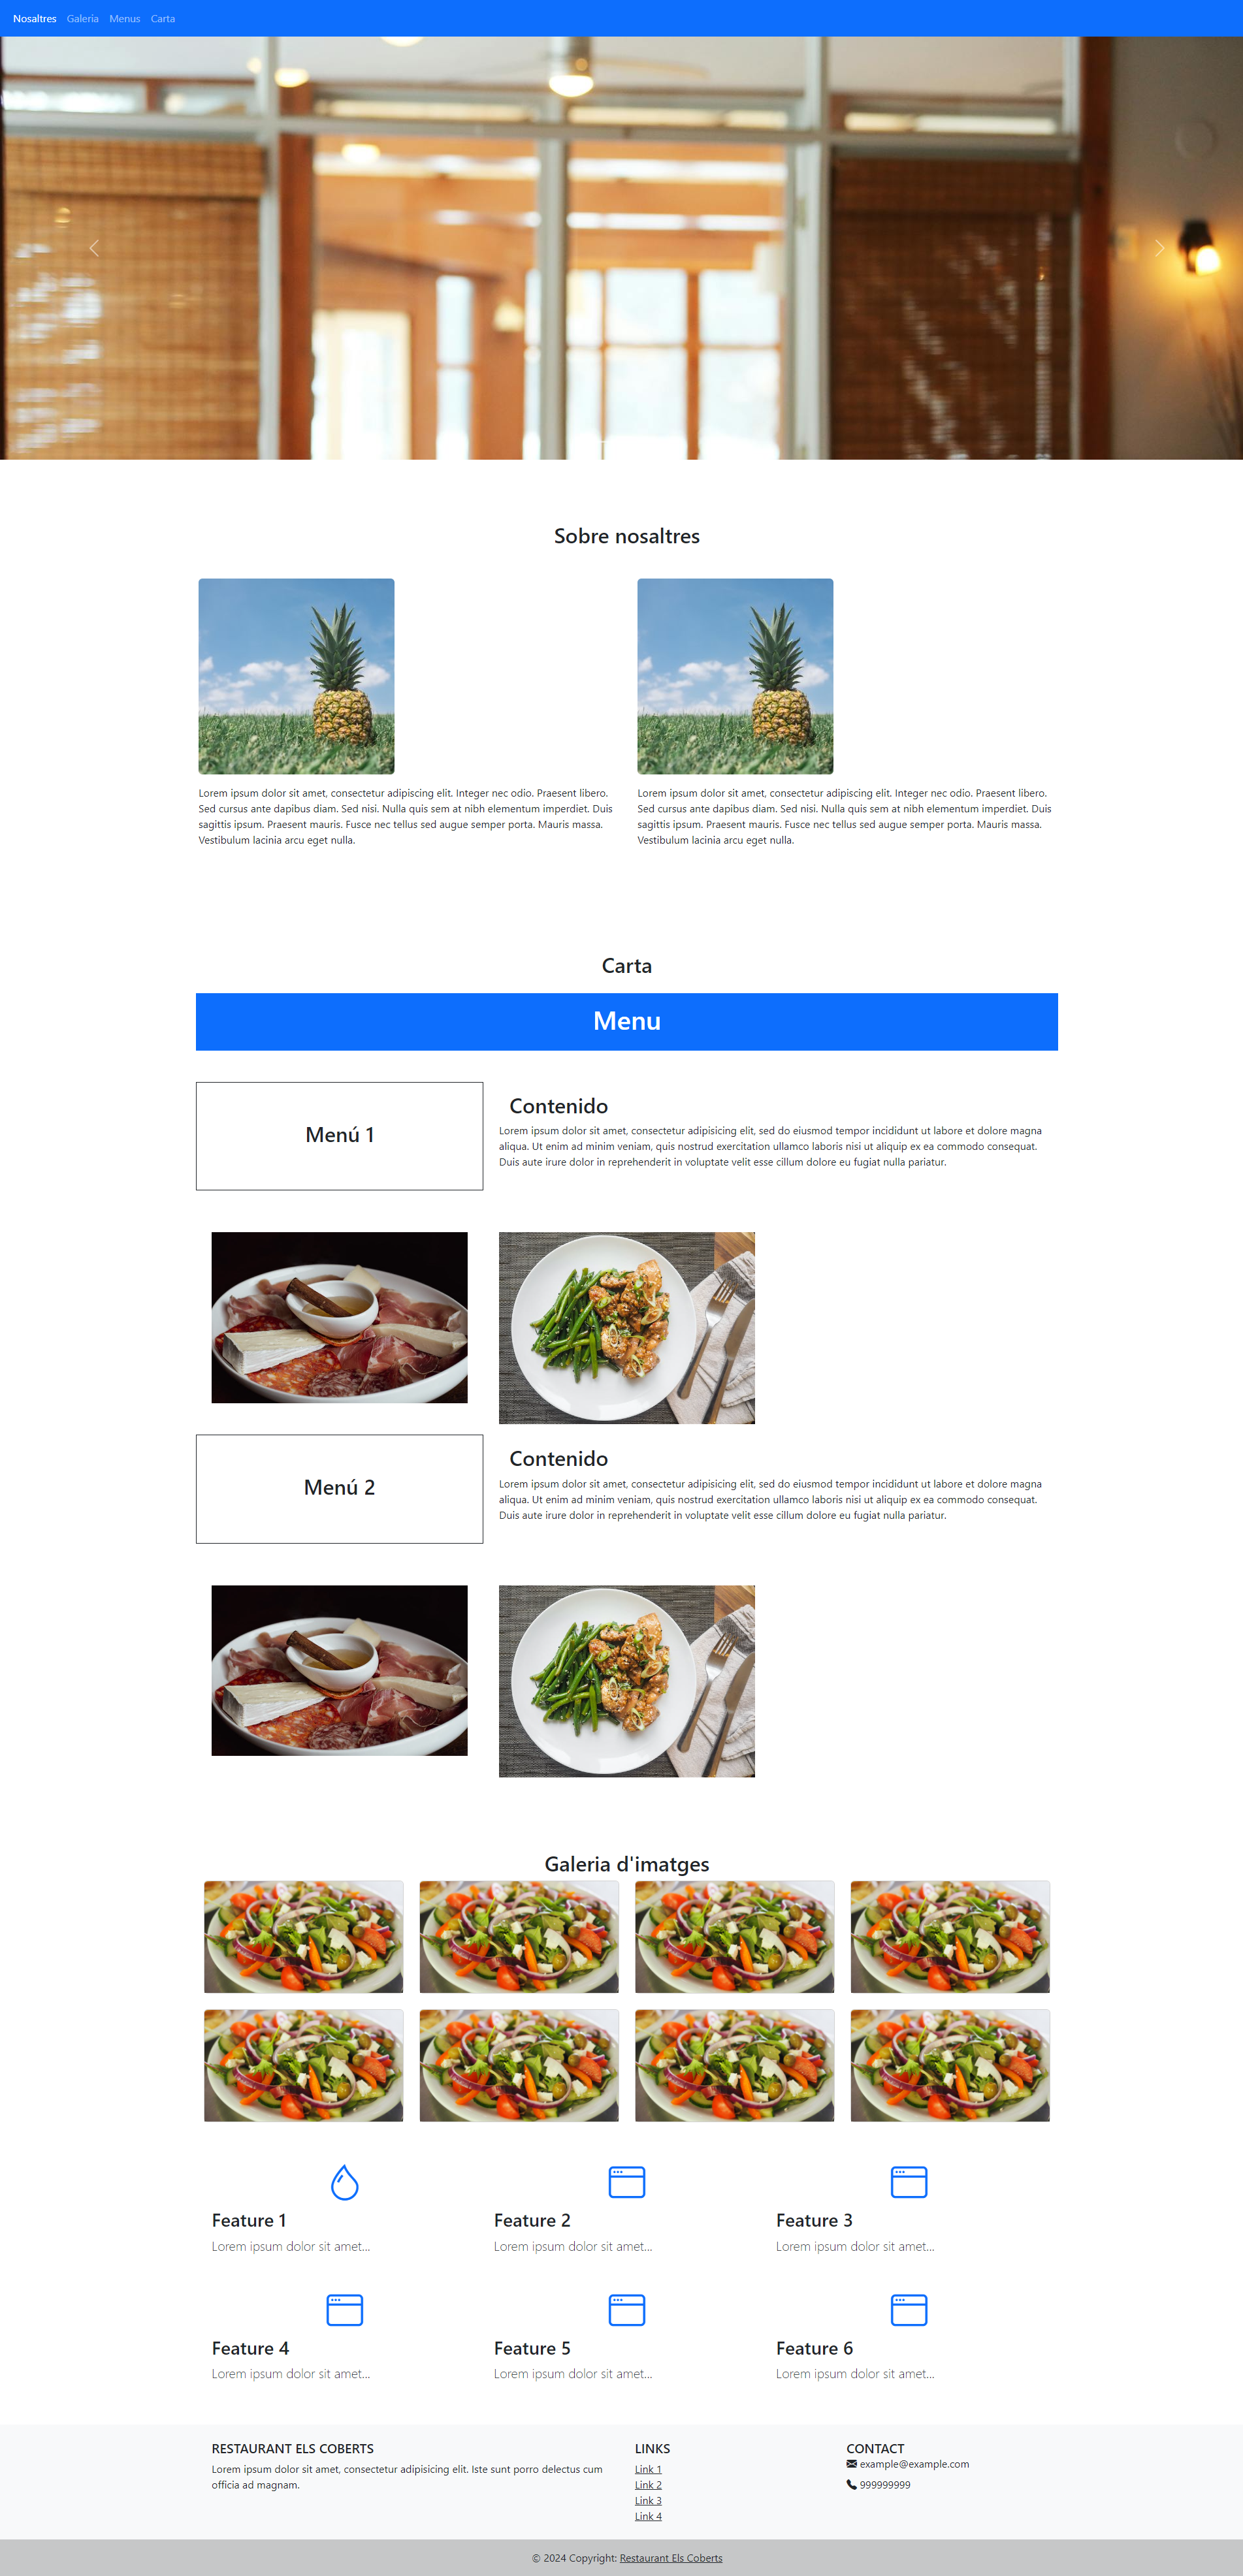 Nosaltres Galeria Menus Carta
Sobre nosaltres
Lorem ipsum dolor sit amet, consectetur adipiscing elit. Integer nec odio. Praesent libero.
Sed cursus ante dapibus diam. Sed nisi. Nulla quis sem at nibh elementum imperdiet. Duis
sagittis ipsum. Praesent mauris. Fusce nec tellus sed augue semper porta. Mauris massa.
Vestibulum lacinia arcu eget nulla.
Lorem ipsum dolor sit amet, consectetur adipiscing elit. Integer nec odio. Praesent libero.
Sed cursus ante dapibus diam. Sed nisi. Nulla quis sem at nibh elementum imperdiet. Duis
sagittis ipsum. Praesent mauris. Fusce nec tellus sed augue semper porta. Mauris massa.
Vestibulum lacinia arcu eget nulla.
Carta
Menu
Menú 1
Contenido
Lorem ipsum dolor sit amet, consectetur adipisicing elit, sed do eiusmod tempor incididunt ut labore et dolore magna
aliqua. Ut enim ad minim veniam, quis nostrud exercitation ullamco laboris nisi ut aliquip ex ea commodo consequat.
Duis aute irure dolor in reprehenderit in voluptate velit esse cillum dolore eu fugiat nulla pariatur.
Menú 2
Contenido
Lorem ipsum dolor sit amet, consectetur adipisicing elit, sed do eiusmod tempor incididunt ut labore et dolore magna
aliqua. Ut enim ad minim veniam, quis nostrud exercitation ullamco laboris nisi ut aliquip ex ea commodo consequat.
Duis aute irure dolor in reprehenderit in voluptate velit esse cillum dolore eu fugiat nulla pariatur.
Galeria d'imatges
Feature 1
Lorem ipsum dolor sit amet...
Feature 2
Lorem ipsum dolor sit amet...
Feature 3
Lorem ipsum dolor sit amet...
Feature 4
Lorem ipsum dolor sit amet...
Feature 5
Lorem ipsum dolor sit amet...
Feature 6
Lorem ipsum dolor sit amet...
RESTAURANT ELS COBERTS
Lorem ipsum dolor sit amet, consectetur adipisicing elit. Iste sunt porro delectus cum
officia ad magnam.
LINKS
Link 1
Link 2
Link 3
Link 4
CONTACT
example@example.com
999999999
© 2024 Copyright: Restaurant Els Coberts